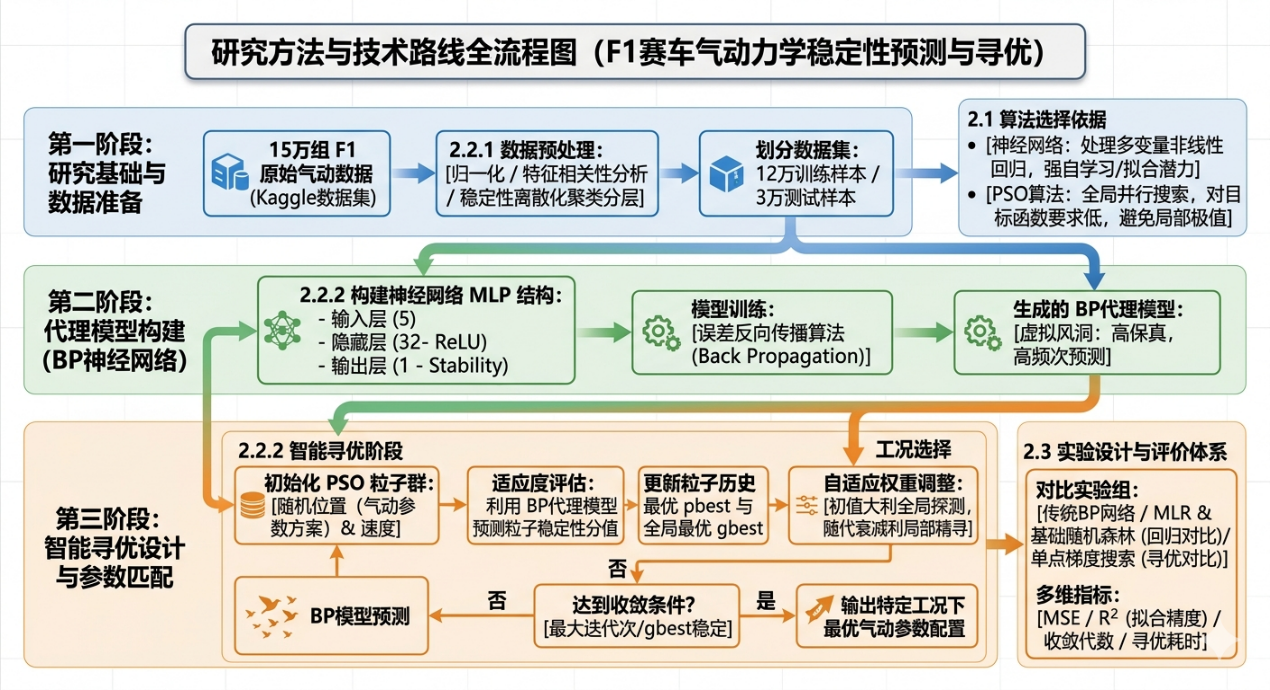 研究方法与技术路线全流程图（F1赛车气动力学稳定性预测与寻优）
第一阶段：
研究基础与
数据准备
15万组 F1
原始气动数据
(Kaggle数据集)
2.2.1 数据预处理：
[归一化 / 特征相关性分析
/ 稳定性离散化聚类分层]
划分数据集：
12万训练样本 /
3万测试样本
2.1 算法选择依据
• [神经网络：处理多变量非线性
回归，强自学习/拟合潜力]
• [PSO算法：全局并行搜索，对目
标函数要求低，避免局部极值]
第二阶段：
代理模型构建
(BP神经网络)
2.2.2 构建神经网络 MLP 结构：
- 输入层 (5)
- 隐藏层 (32- ReLU)
- 输出层 (1 - Stability)
模型训练：
[误差反向传播算法
(Back Propagation)]
生成的 BP代理模型：
[虚拟风洞：高保真，
高频次预测]
第三阶段：
智能寻优设计
与参数匹配
2.2.2 智能寻优阶段
工况选择
初始化 PSO 粒子群：
[随机位置（气动参
数方案）& 速度]
适应度评估：
利用 BP代理模型
预测粒子稳定性分值
更新粒子历史
最优 pbest 与
全局最优 gbest
自适应权重调整：
[初值大利全局探测，
随代衰减利局部精寻]
否
BP模型预测
否
达到收敛条件？
[最大迭代次/gbest稳定]
是
输出特定工况下
最优气动参数配置
2.3 实验设计与评价体系
对比实验组：
[传统BP网络 / MLR &
基础随机森林 (回归对比)/
单点梯度搜索 (寻优对比)]
多维指标：
[MSE / R² (拟合精度) /
收敛代数 / 寻优耗时]